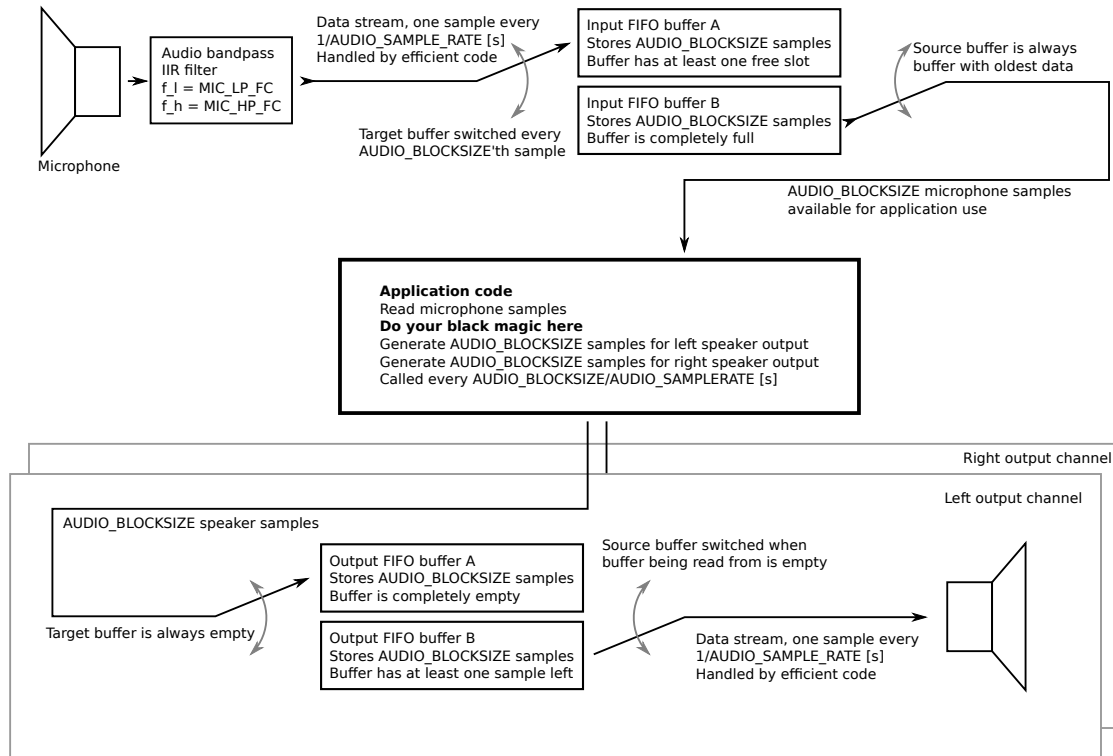 Data stream, one sample every
1/AUDIO_SAMPLE_RATE [s]
Handled by efficient code
Audio bandpass
IIR filter
f_l = MIC_LP_FC
f_h = MIC_HP_FC
Microphone
Target buffer switched every
AUDIO_BLOCKSIZE'th sample
Input FIFO buffer A
Stores AUDIO_BLOCKSIZE samples
Buffer has at least one free slot
Input FIFO buffer B
Stores AUDIO_BLOCKSIZE samples
Buffer is completely full
Source buffer is always
buffer with oldest data
AUDIO_BLOCKSIZE microphone samples
available for application use
Application code
Read microphone samples
Do your black magic here
Generate AUDIO_BLOCKSIZE samples for left speaker output
Generate AUDIO_BLOCKSIZE samples for right speaker output
Called every AUDIO_BLOCKSIZE/AUDIO_SAMPLERATE [s]
Right output channel
Left output channel
AUDIO_BLOCKSIZE speaker samples
Target buffer is always empty
Output FIFO buffer A
Stores AUDIO_BLOCKSIZE samples
Buffer is completely empty
Output FIFO buffer B
Stores AUDIO_BLOCKSIZE samples
Buffer has at least one sample left
Source buffer switched when
buffer being read from is empty
Data stream, one sample every
1/AUDIO_SAMPLE_RATE [s]
Handled by efficient code